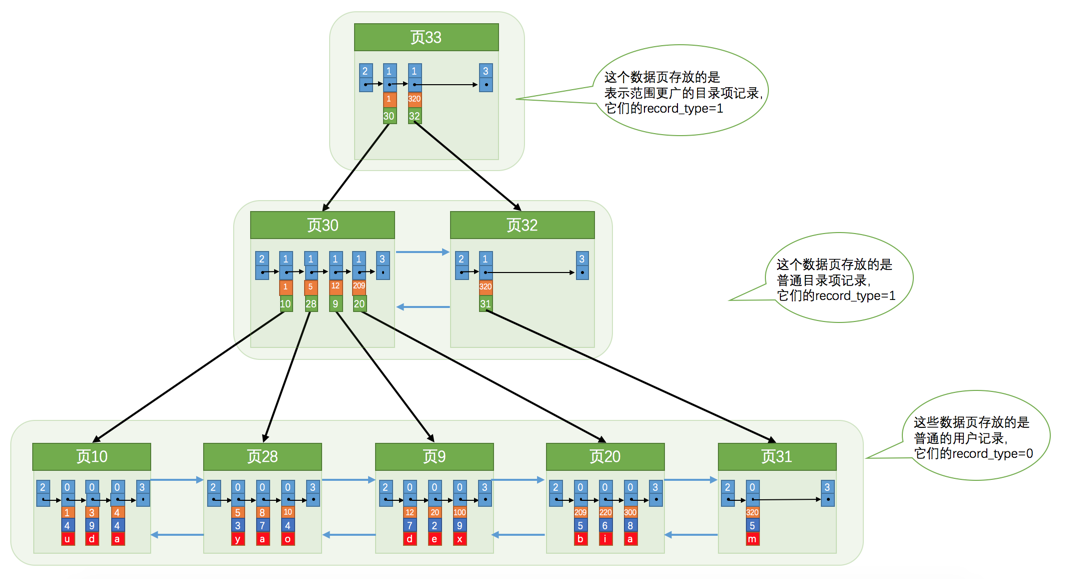 页33
2 1 1 3
1 320
30 32
这个数据页存放的是
表示范围更广的目录项记录,
它们的record_type=1
页30 页32
2 1 1 1 1 3 2 1 3
1 5 12 209 320
10 28 9 20 31
这个数据页存放的是
普通目录项记录,
它们的record_type=1
这些数据页存放的是
普通的用户记录,
它们的record_type=0
页10 页28 页9 页20 页31
2 0 0 0 3 2 0 0 0 3 2 0 0 0 3 2 0 0 0 3 2 0 3
1 3 4 5 8 10 12 20 100 209 220 300 320
4 9 4 3 7 4 7 2 9 5 6 8 5
u d a y a o d e x b i a m